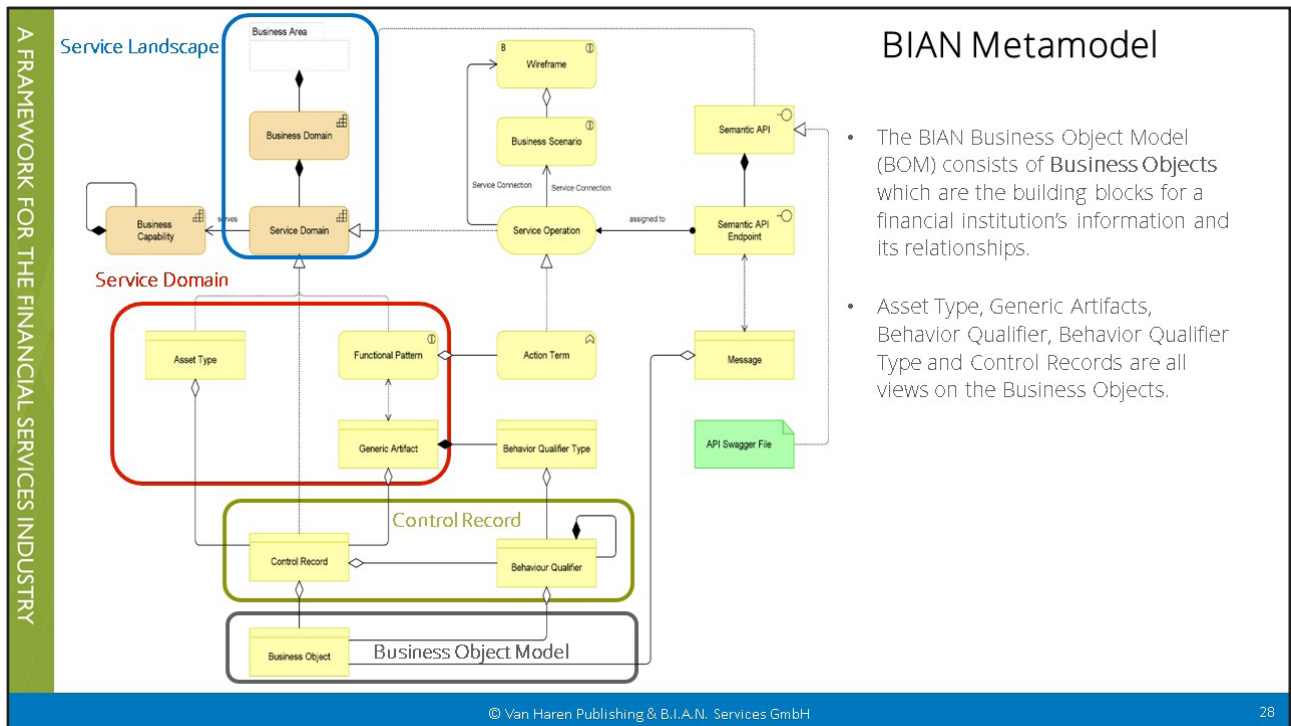 A FRAMEWORK FOR THE FINANCIAL SERVICES INDUSTRY
BIAN Metamodel
Service Landscape
Business Area
Business Domain
Business
Capability
serves
Service Domain
B
Wireframe
Business Scenario
Service Connection
Service Connection
Service Operation
assigned to
Semantic API
Semantic API
Endpoint
Service Domain
Asset Type
Functional Pattern
Action Term
Message
Generic Artifact
Behavior Qualifier Type
API Swagger File
Control Record
Control Record
Behaviour Qualifier
Business Object
Business Object Model
• The BIAN Business Object Model
(BOM) consists of Business Objects
which are the building blocks for a
financial institution’s information and
its relationships.
• Asset Type, Generic Artifacts,
Behavior Qualifier, Behavior Qualifier
Type and Control Records are all
views on the Business Objects.
© Van Haren Publishing & B.I.A.N. Services GmbH
28